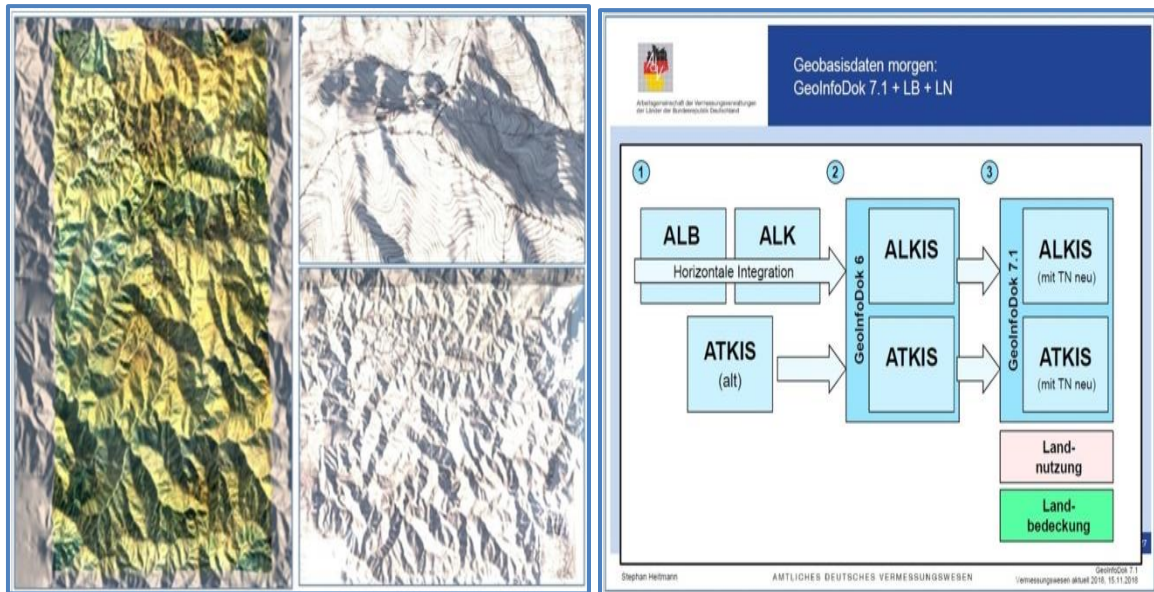 Arbeitsgemeinschaft der Vermessungsverwaltungen
der Länder der Bundesrepublik Deutschland
Geobasisdaten morgen:
GeoInfoDok 7.1 + LB + LN
1
2
3
ALB
ALK
Horizontale Integration
ATKIS
(alt)
GeoInfoDok 6
ALKIS
ATKIS
GeoInfoDok 7.1
ALKIS
(mit TN neu)
ATKIS
(mit TN neu)
Land-
nutzung
Land-
bedeckung
Stephan Heitmann
AMTLICHES DEUTSCHES VERMESSUNGSWESEN
GeoInfoDok 7.1
Vermessungswesen aktuell 2018, 15.11.2018